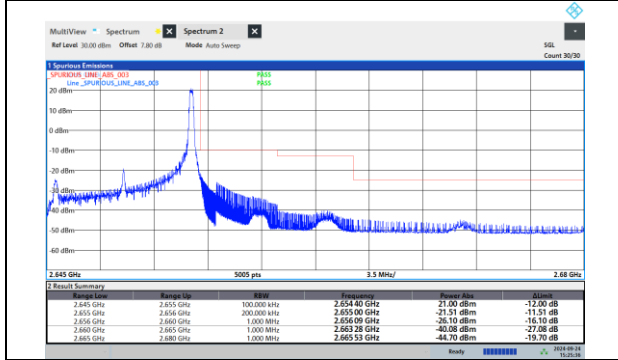 MultiView Spectrum Spectrum 2
Ref Level 30.00 dBm Offset 7.80 dB Mode Auto Sweep SGL
Count 30/30
1 Spurious Emissions
_SPURIOUS_LINE_ABS_003 PASS
Line _SPURIOUS_LINE_ABS_003 PASS
20 dBm
10 dBm
0 dBm
-10 dBm
-20 dBm
-30 dBm
-40 dBm
-50 dBm
-60 dBm
2.645 GHz 5005 pts 3.5 MHz/ 2.68 GHz
2 Result Summary
Range Low Range Up RBW Frequency Power Abs ΔLimit
2.645 GHz 2.655 GHz 100.000 kHz 2.654 40 GHz 21.00 dBm -12.00 dB
2.655 GHz 2.656 GHz 200.000 kHz 2.655 00 GHz -21.51 dBm -11.51 dB
2.656 GHz 2.660 GHz 1.000 MHz 2.656 09 GHz -26.10 dBm -16.10 dB
2.660 GHz 2.665 GHz 1.000 MHz 2.663 28 GHz -40.08 dBm -27.08 dB
2.665 GHz 2.680 GHz 1.000 MHz 2.665 53 GHz -44.70 dBm -19.70 dB
Ready 2024-09-24
15:25:36